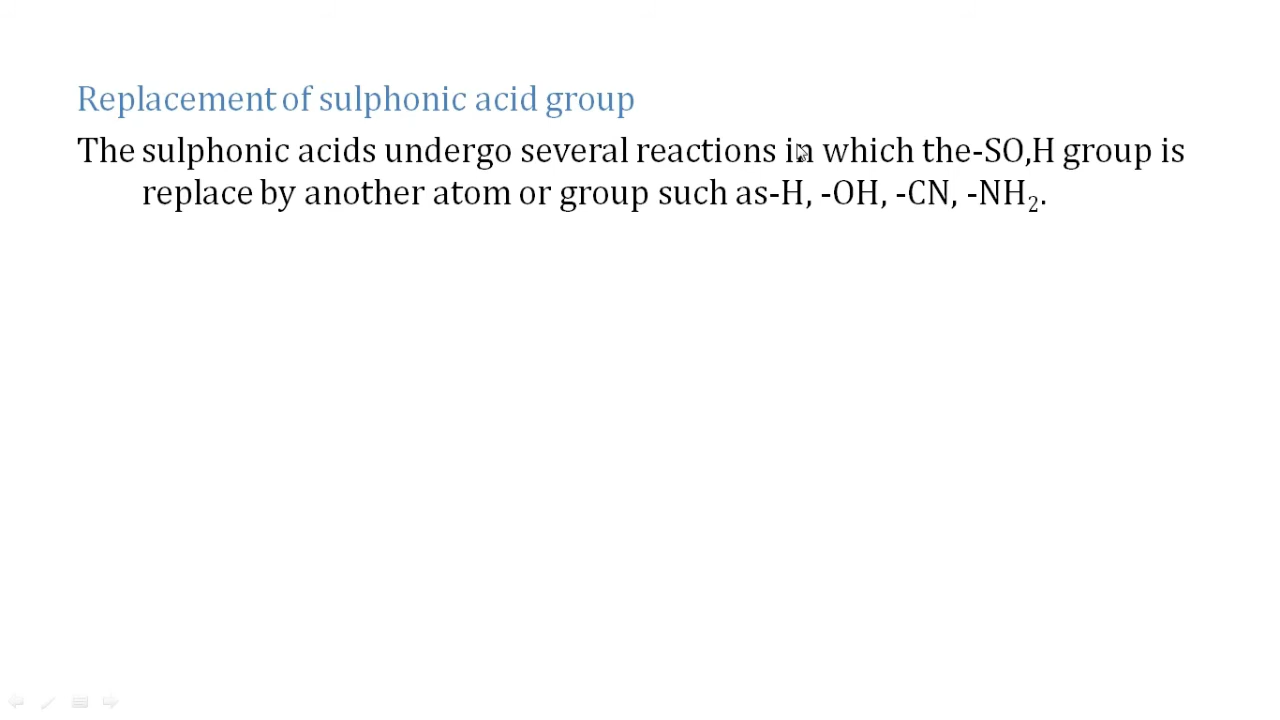 Replacement of sulphonic acid group
The sulphonic acids undergo several reactions in which the-SO,H group is
replace by another atom or group such as-H, -OH, -CN, -NH₂.